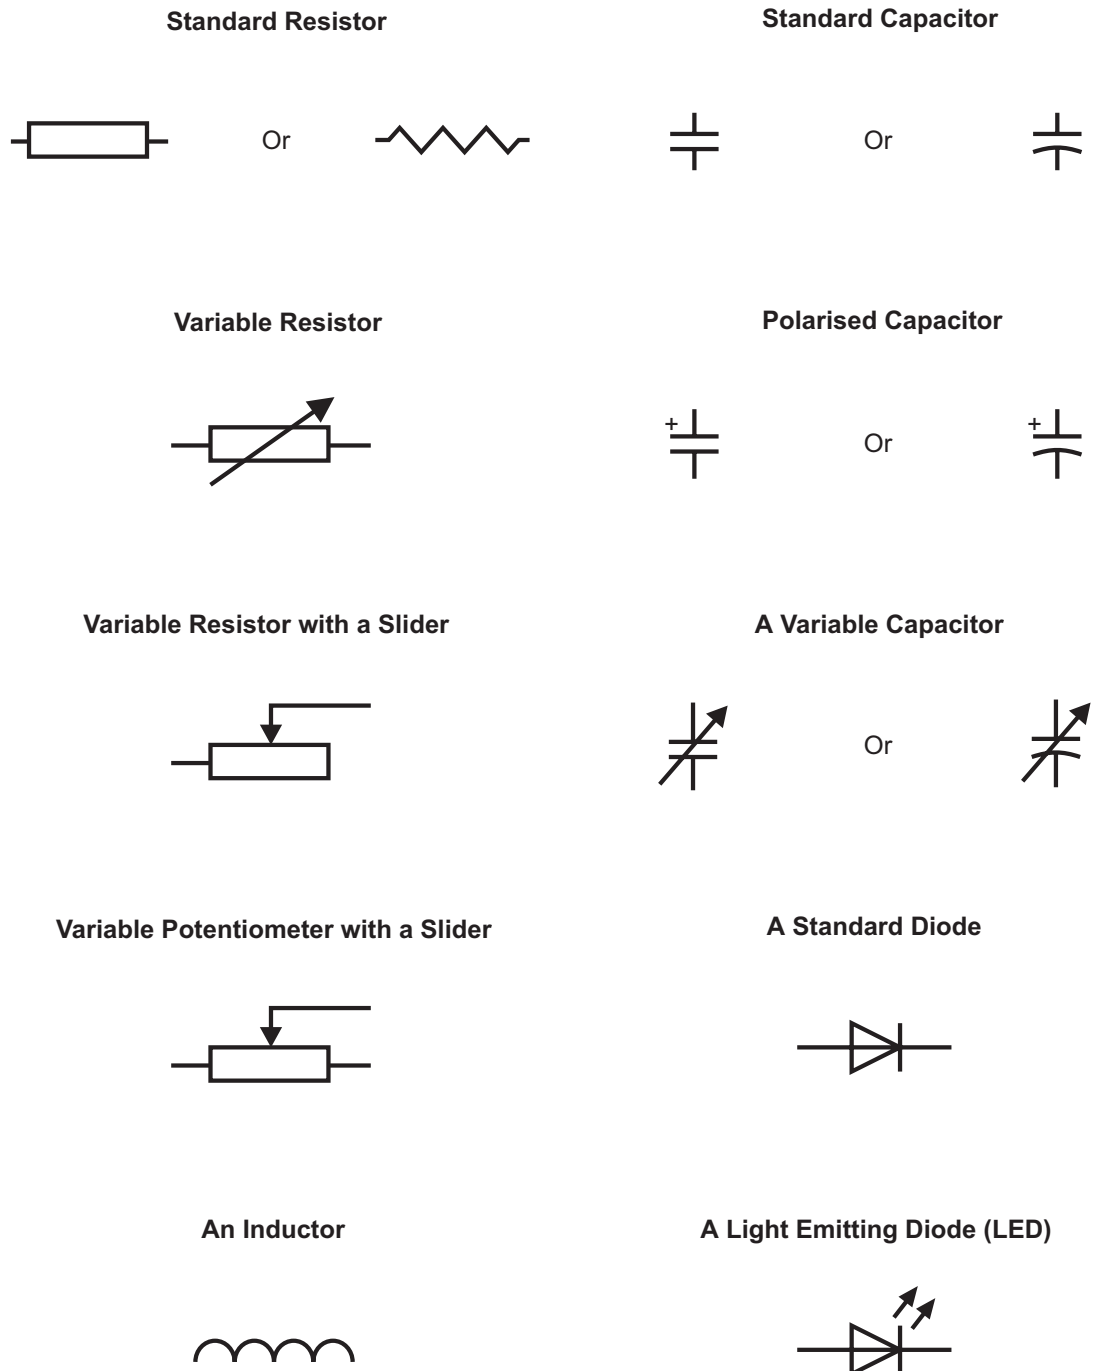 Standard Resistor
Standard Capacitor
Or
Or
Variable Resistor
Polarised Capacitor
+
Or
+
Variable Resistor with a Slider
A Variable Capacitor
Or
Variable Potentiometer with a Slider
A Standard Diode
An Inductor
A Light Emitting Diode (LED)